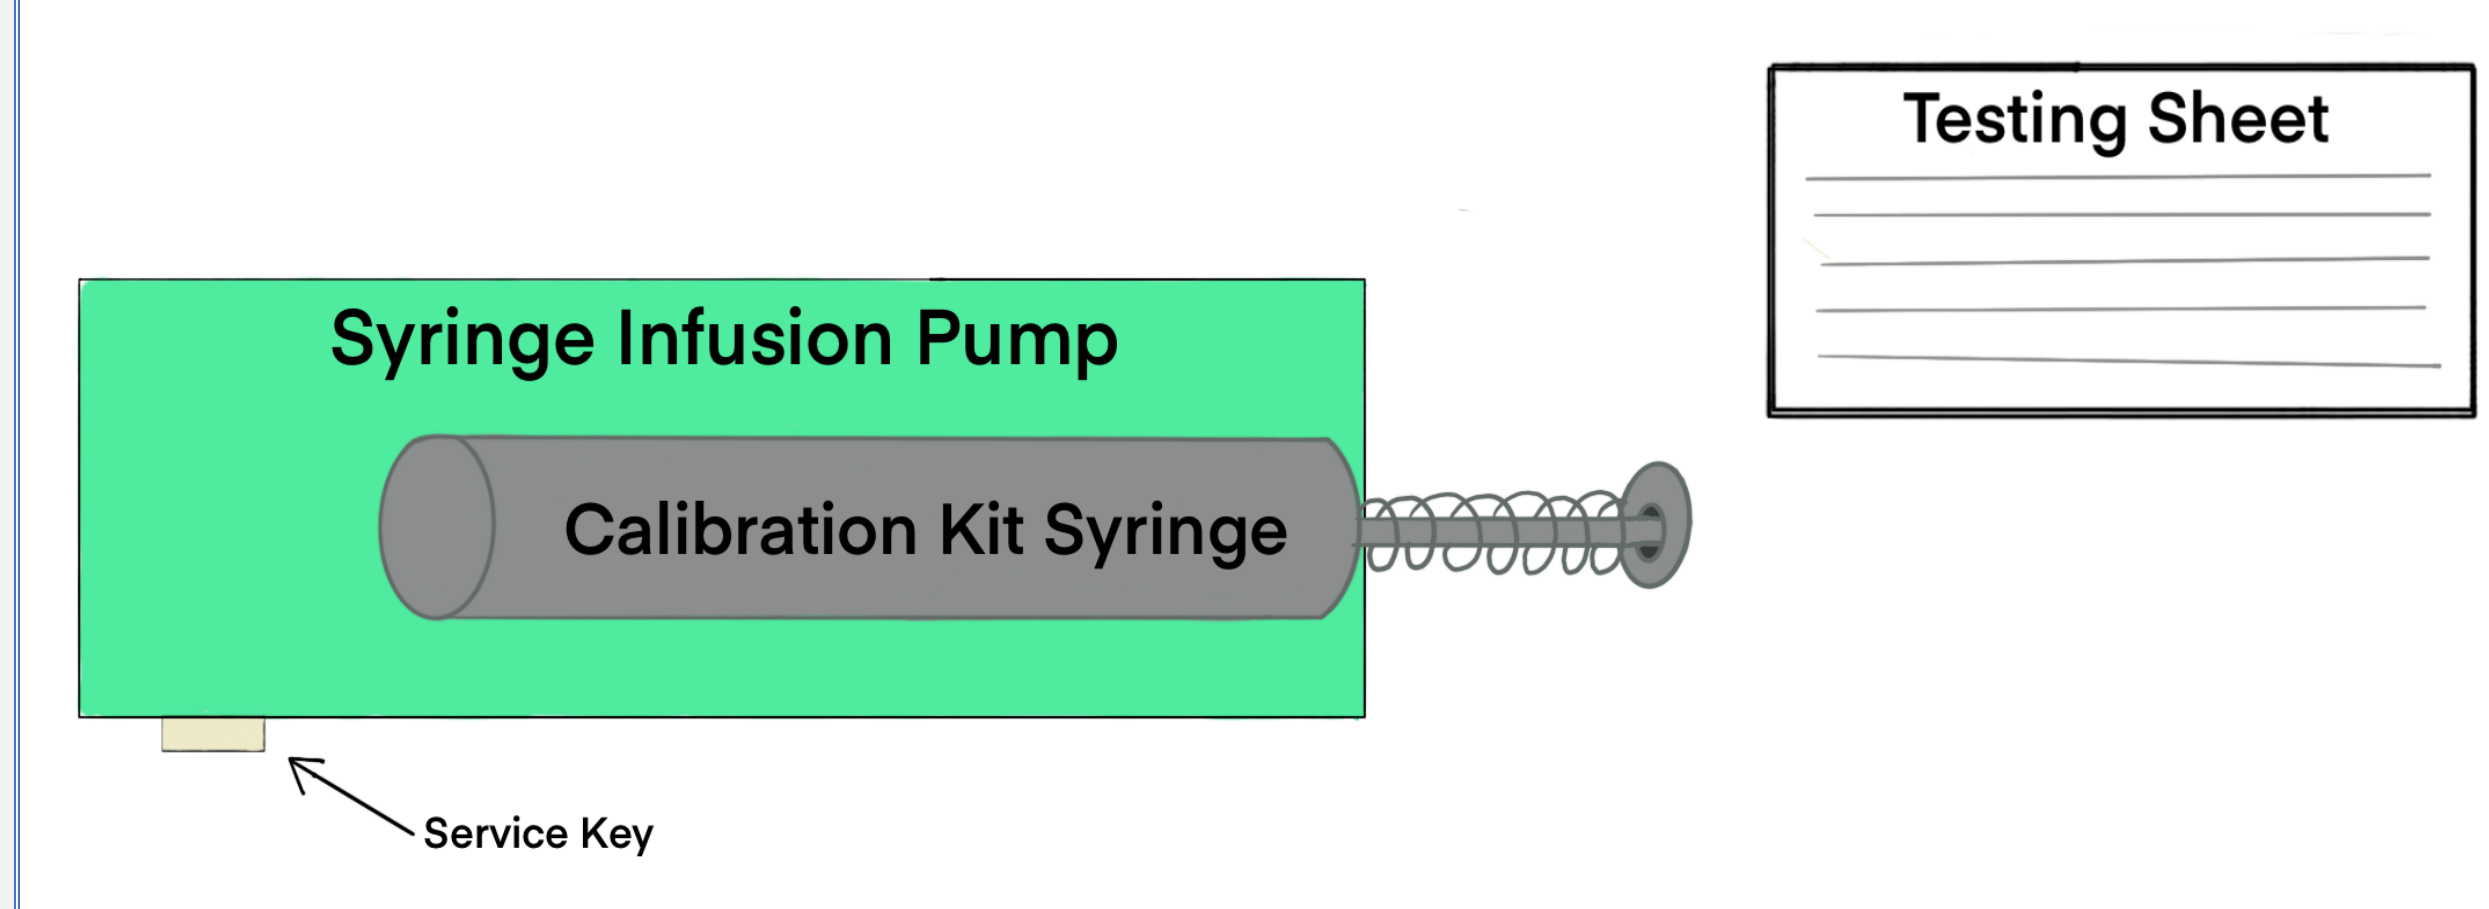 Testing Sheet
Syringe Infusion Pump
Calibration Kit Syringe
Service Key